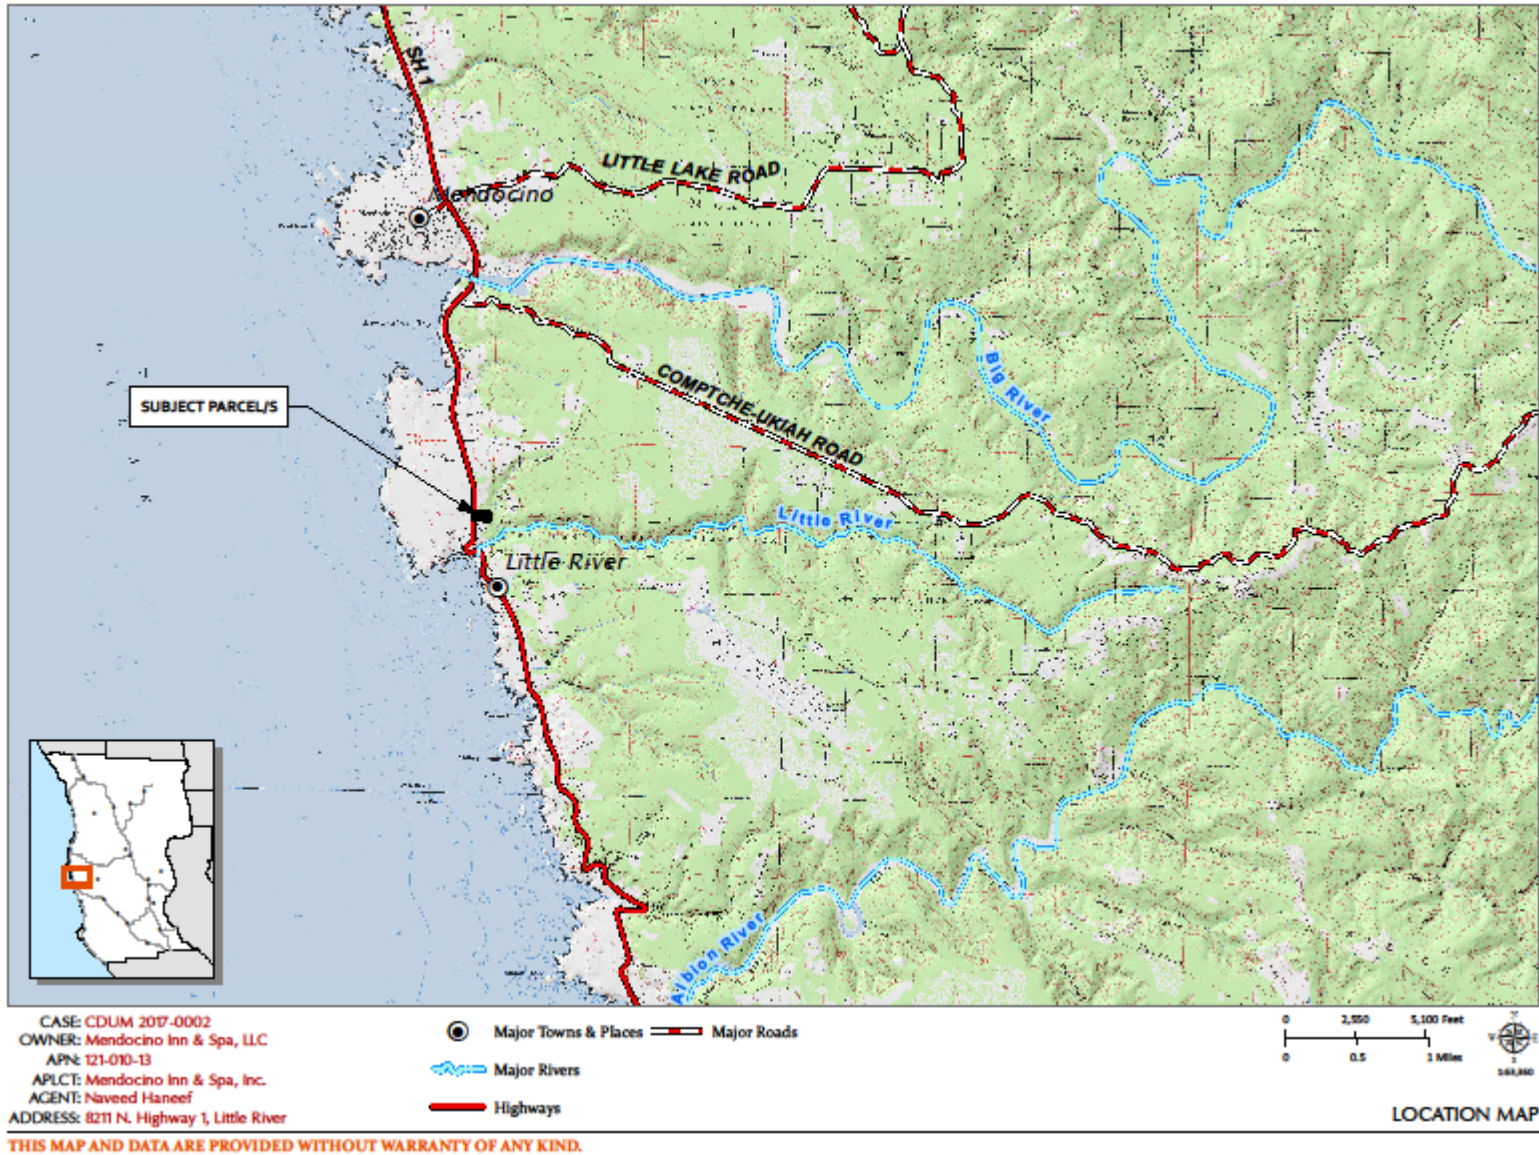 SH 1
LITTLE LAKE ROAD
Mendocino
Big River
COMPTCHE-UKIAH ROAD
SUBJECT PARCEL/S
Little River
Little River
Albion River
CASE: CDUM 2017-0002
OWNER: Mendocino Inn & Spa, LLC
APN: 121-010-13
APLCT: Mendocino Inn & Spa, Inc.
AGENT: Naveed Haneef
ADDRESS: 8211 N. Highway 1, Little River
Major Towns & Places
Major Roads
Major Rivers
Highways
0 2,550 5,100 Feet
0 0.5 1 Miles
LOCATION MAP
THIS MAP AND DATA ARE PROVIDED WITHOUT WARRANTY OF ANY KIND.